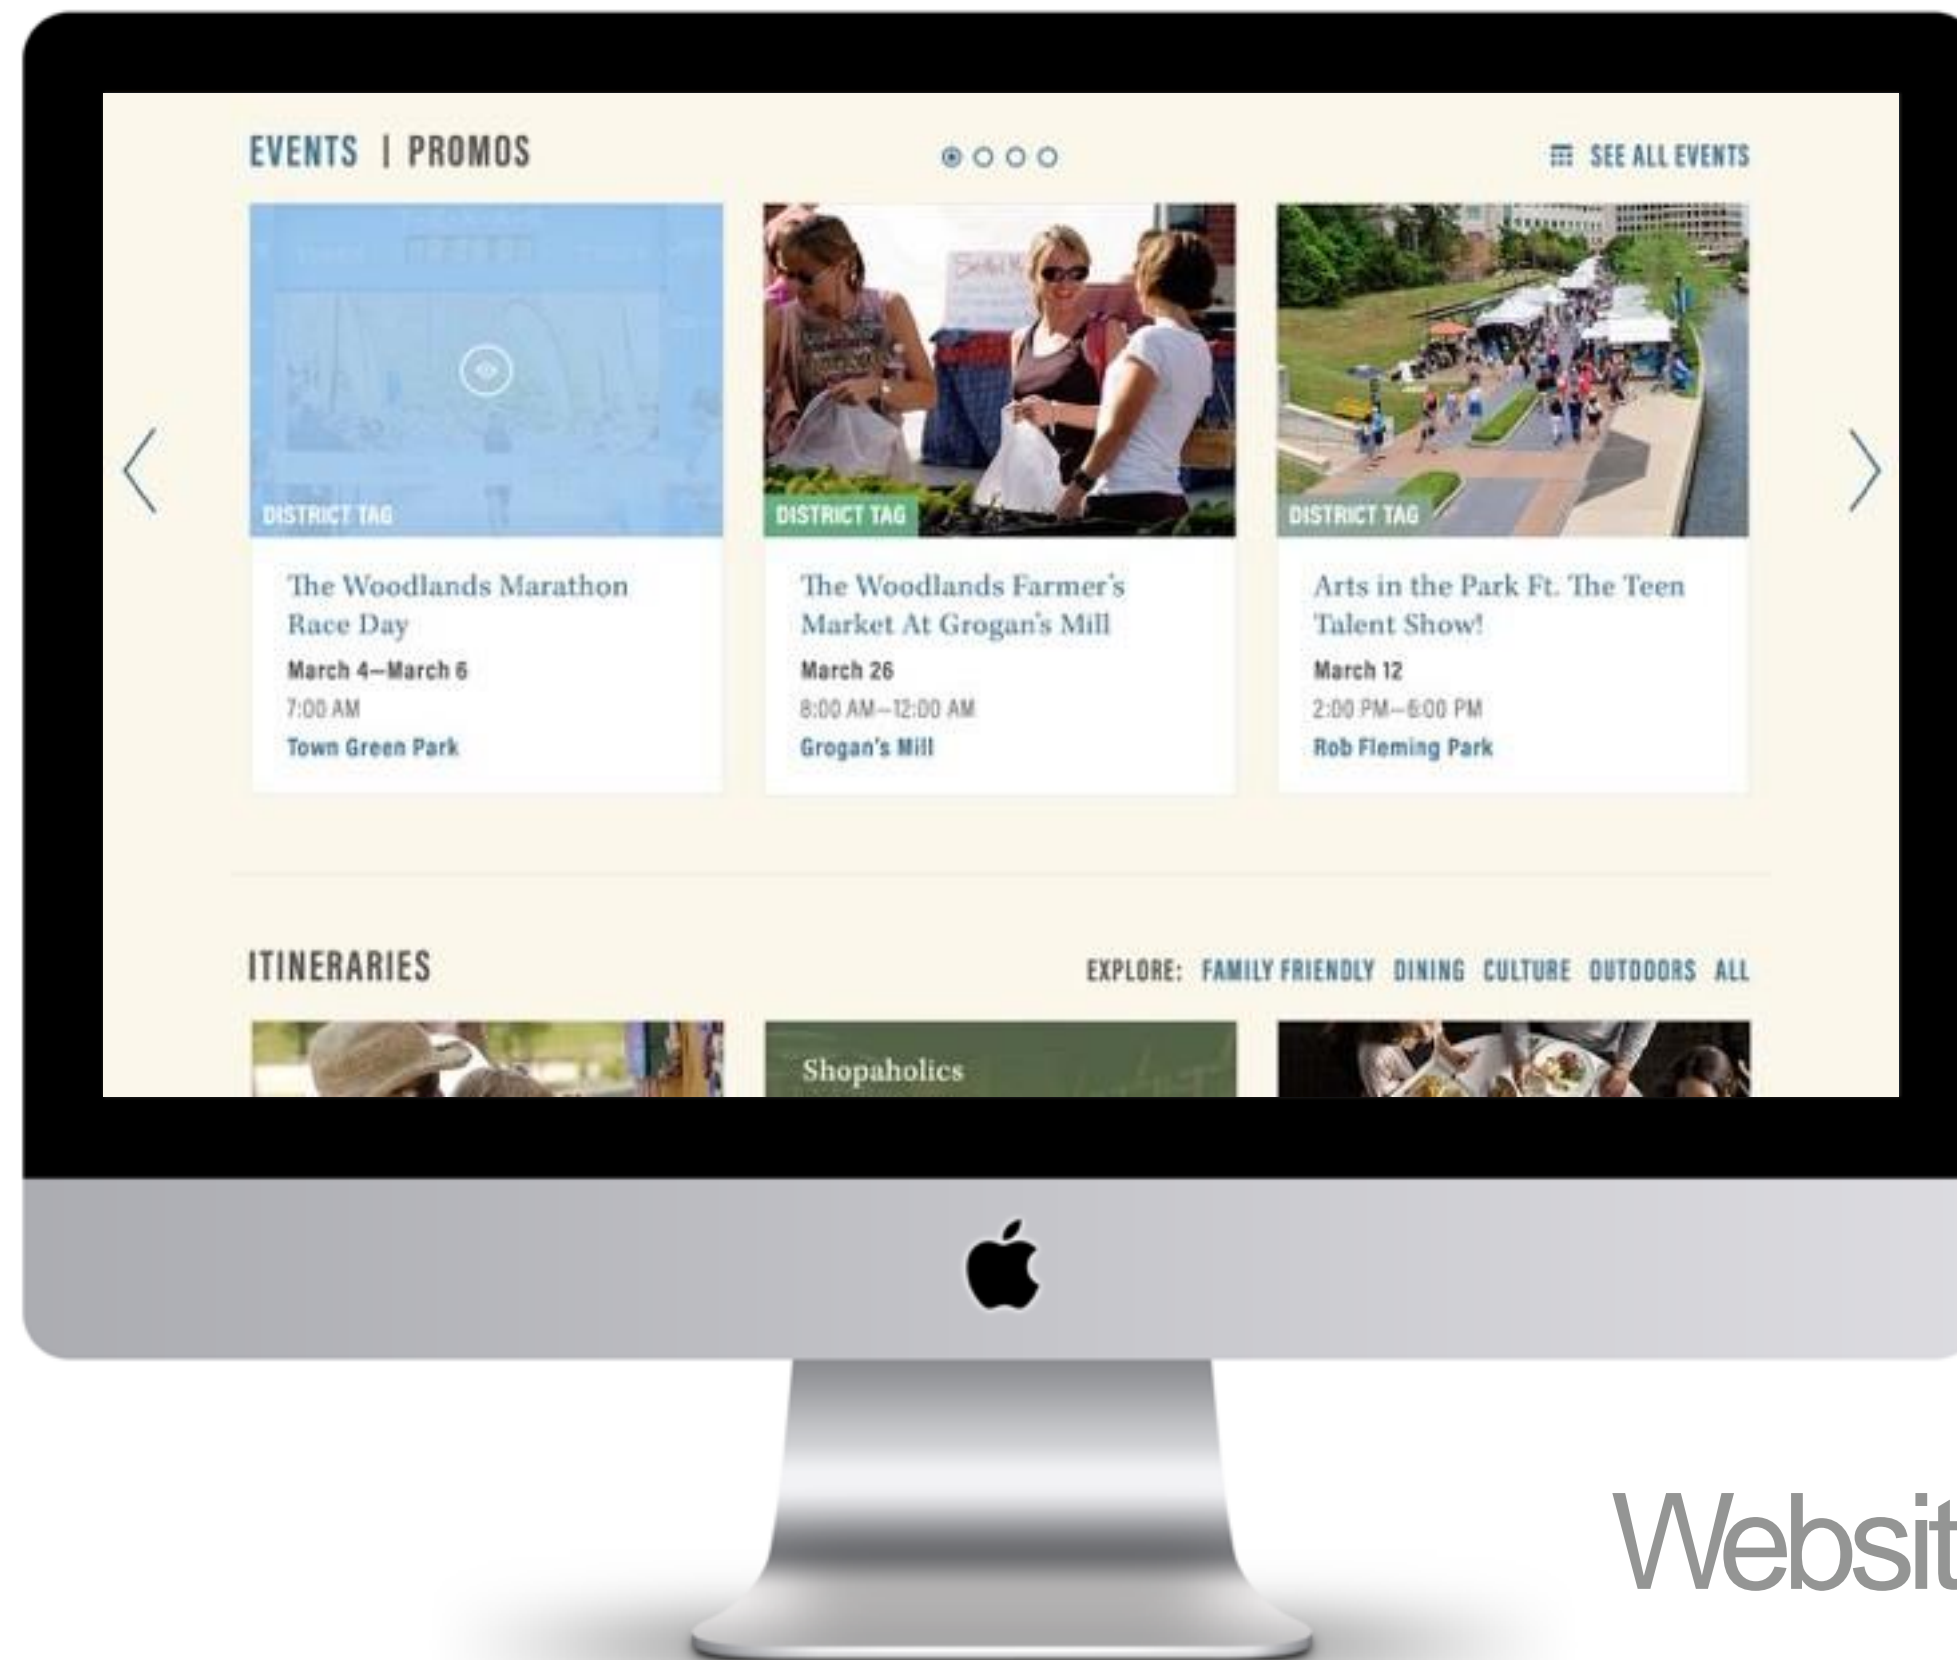 EVENTS | PROMOS
SEE ALL EVENTS
DISTRICT TAG
The Woodlands Marathon
Race Day
March 4—March 6
7:00 AM
Town Green Park
DISTRICT TAG
The Woodlands Farmer's
Market At Grogan's Mill
March 26
8:00 AM—12:00 AM
Grogan's Mill
DISTRICT TAG
Arts in the Park Ft. The Teen
Talent Show!
March 12
2:00 PM—6:00 PM
Rob Fleming Park
ITINERARIES
EXPLORE: FAMILY FRIENDLY DINING CULTURE OUTDOORS ALL
Shopaholics
Websit